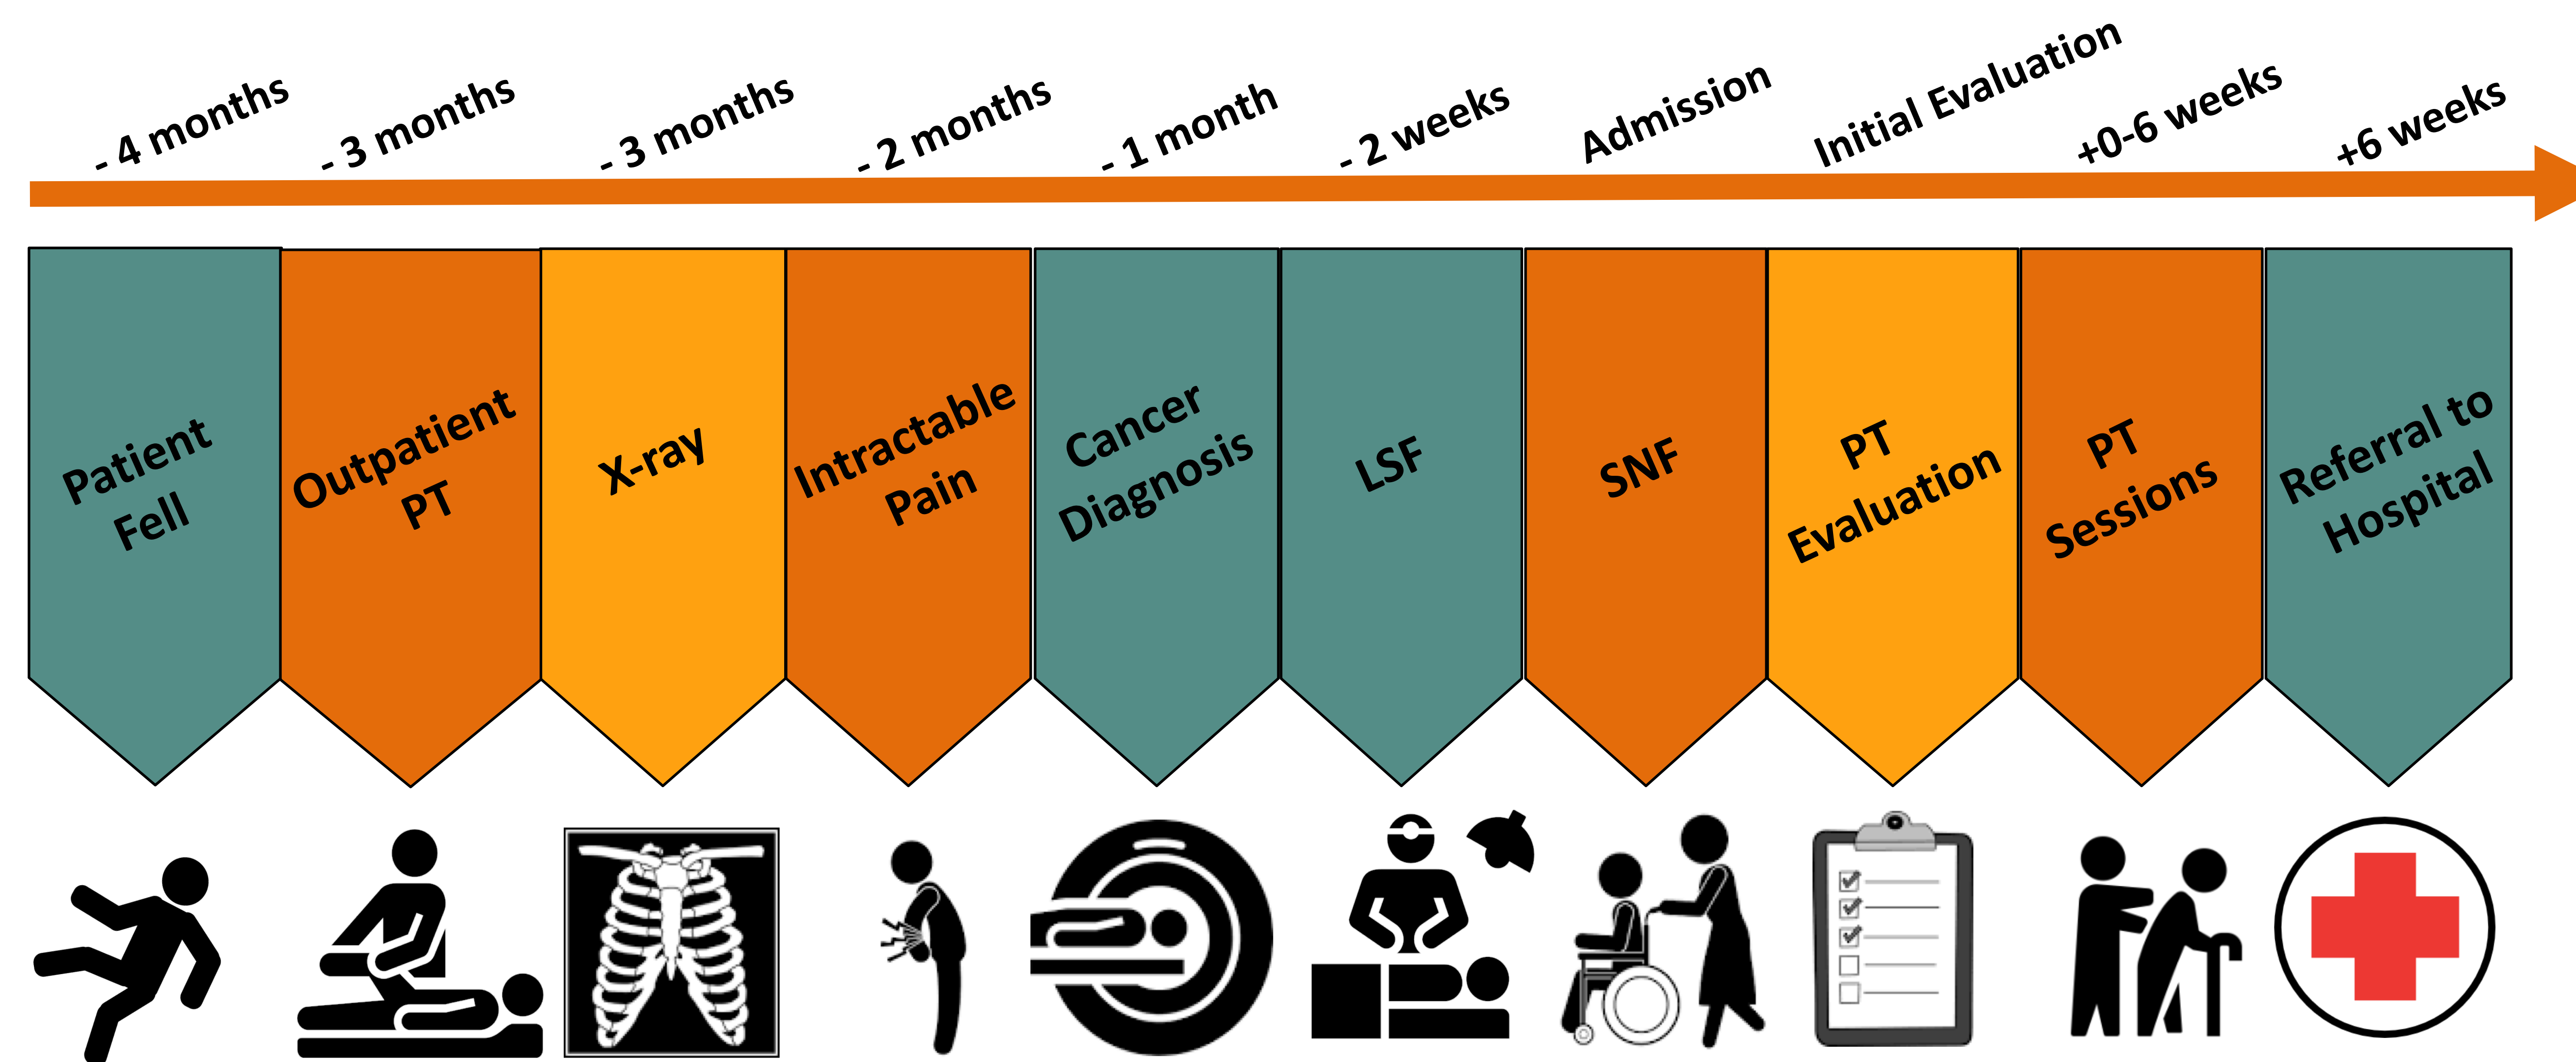 - 4 months
- 3 months
- 3 months
- 2 months
- 1 month
- 2 weeks
Admission
Initial Evaluation
+0-6 weeks
+6 weeks
Patient
Fell
Outpatient
PT
X-ray
Intractable
Pain
Cancer
Diagnosis
LSF
SNF
PT
Evaluation
PT
Sessions
Referral to
Hospital